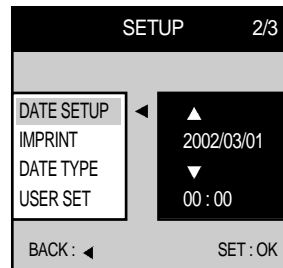 SETUP 2/3
DATE SETUP ◀ ▲
IMPRINT 2002/03/01
DATE TYPE ▼
USER SET 00 : 00
BACK : ◀ SET : OK